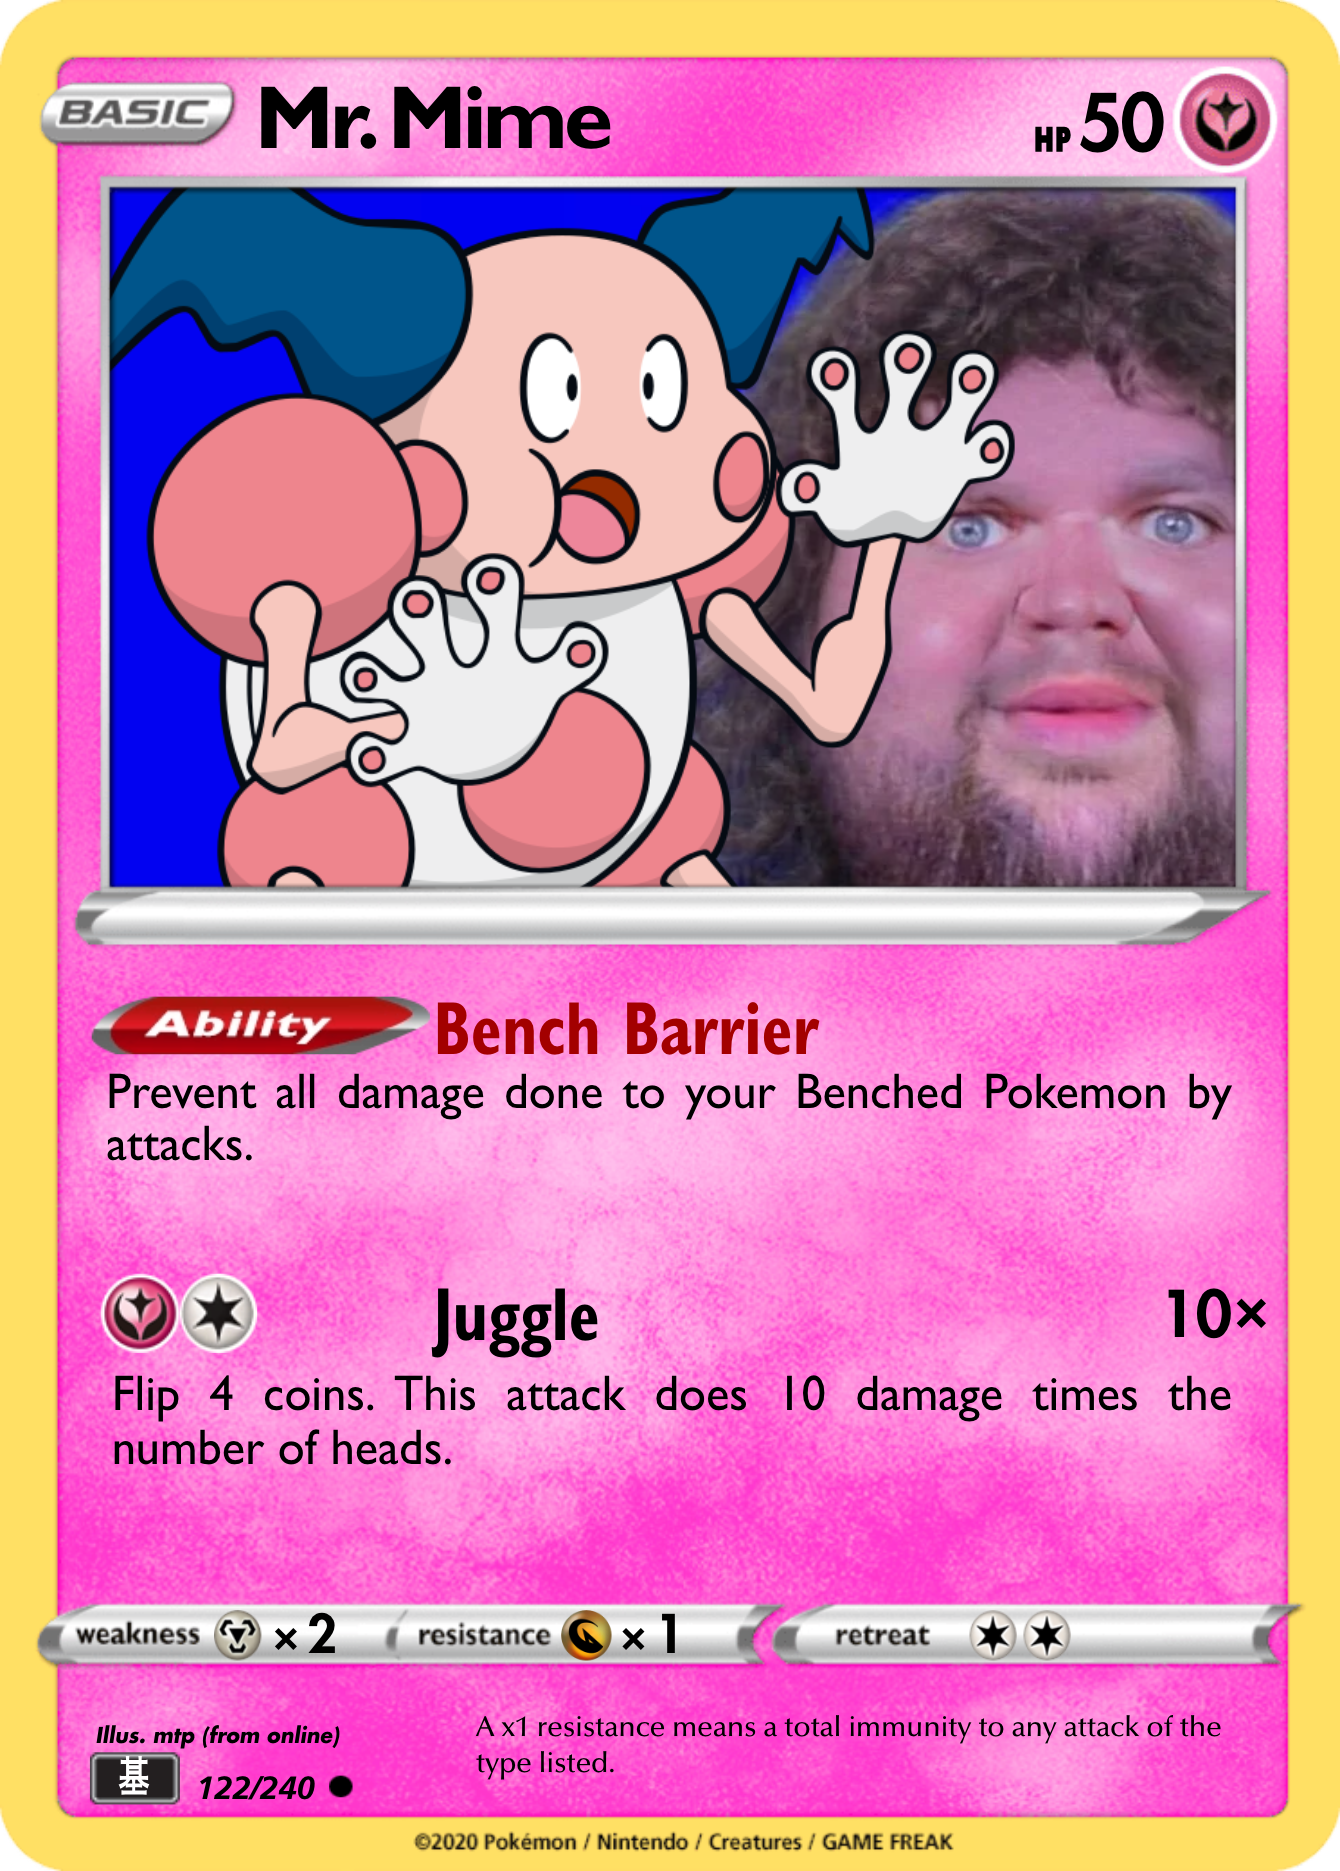 BASIC Mr. Mime HP 50
Ability Bench Barrier
Prevent all damage done to your Benched Pokemon by
attacks.
Juggle 10×
Flip 4 coins. This attack does 10 damage times the
number of heads.
weakness × 2 resistance × 1 retreat
Illus. mtp (from online)
基 122/240
A x1 resistance means a total immunity to any attack of the
type listed.
©2020 Pokémon / Nintendo / Creatures / GAME FREAK